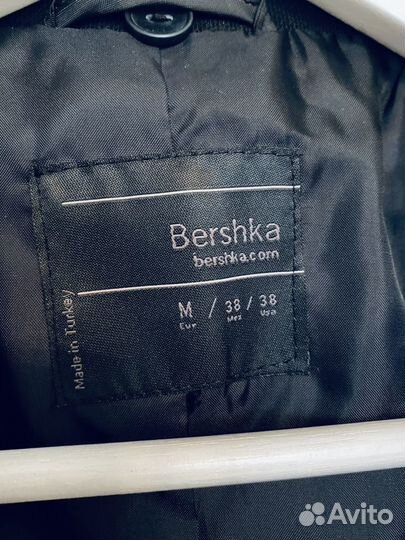 Bershka
bershka.com
M / 38 / 38
Eur Mex Usa
Made in Turkey
Avito